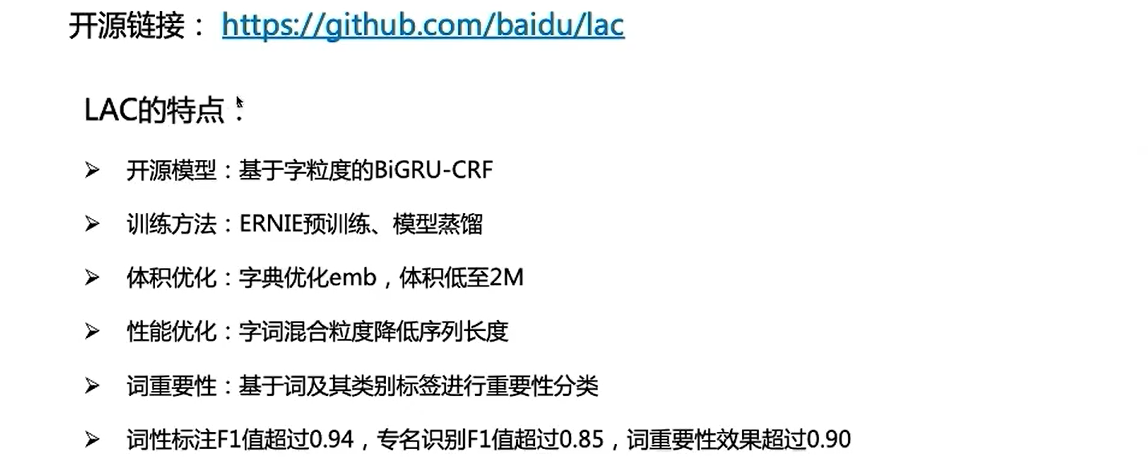 开源链接： https://github.com/baidu/lac
LAC的特点：
➢ 开源模型：基于字粒度的BiGRU-CRF
➢ 训练方法：ERNIE预训练、模型蒸馏
➢ 体积优化：字典优化emb，体积低至2M
➢ 性能优化：字词混合粒度降低序列长度
➢ 词重要性：基于词及其类别标签进行重要性分类
➢ 词性标注F1值超过0.94，专名识别F1值超过0.85，词重要性效果超过0.90